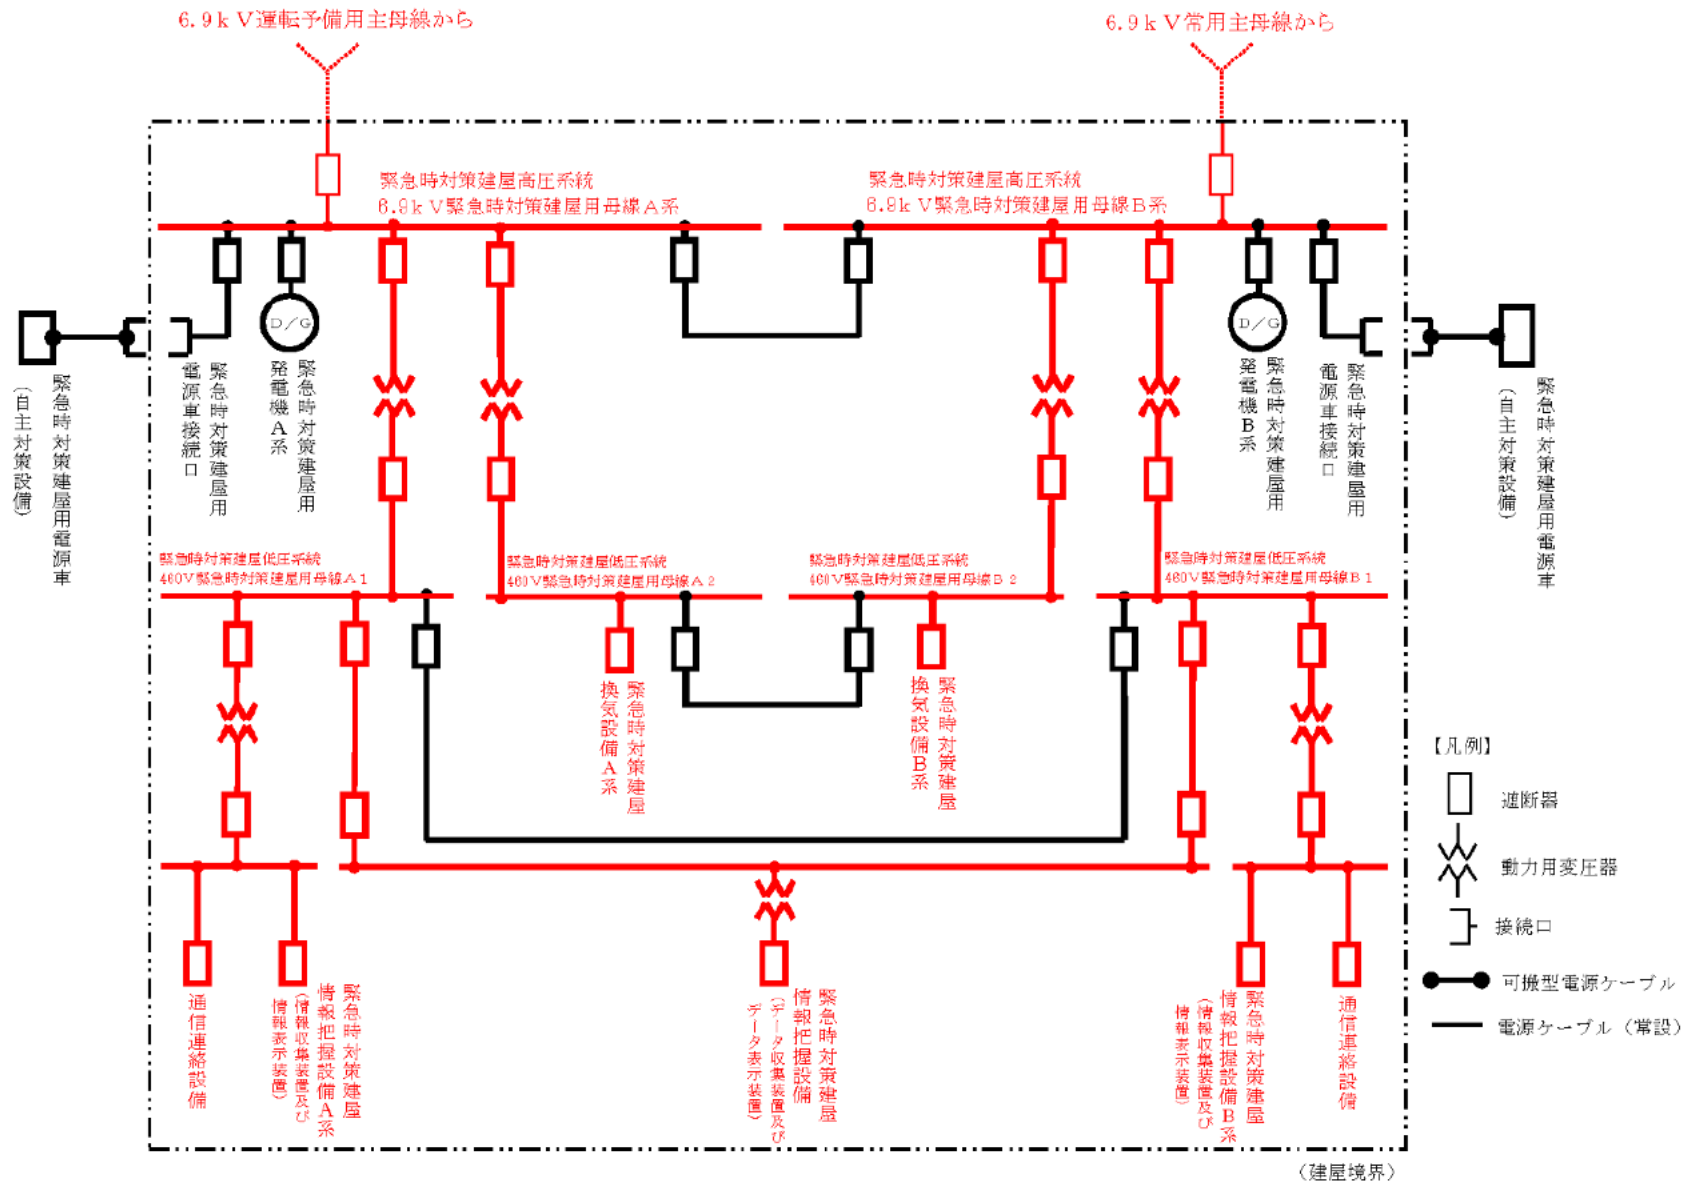 6.9kV運転予備用主母線から
6.9kV常用主母線から
緊急時対策建屋高圧系統
6.9kV緊急時対策建屋用母線A系
緊急時対策建屋高圧系統
6.9kV緊急時対策建屋用母線B系
D/G
D/G
緊急時対策建屋用電源車
(自主対策設備)
緊急時対策建屋用
電源車接続口
緊急時対策建屋用
発電機A系
緊急時対策建屋用
発電機B系
緊急時対策建屋用
電源車接続口
緊急時対策建屋用電源車
(自主対策設備)
緊急時対策建屋低圧系統
460V緊急時対策建屋用母線A1
緊急時対策建屋低圧系統
460V緊急時対策建屋用母線A2
緊急時対策建屋低圧系統
460V緊急時対策建屋用母線B2
緊急時対策建屋低圧系統
460V緊急時対策建屋用母線B1
緊急時対策建屋
換気設備A系
緊急時対策建屋
換気設備B系
通信連絡設備
緊急時対策建屋
情報把握設備A系
(情報収集装置及び
情報表示装置)
緊急時対策建屋
情報把握設備
(データ収集装置及び
データ表示装置)
緊急時対策建屋
情報把握設備B系
(情報収集装置及び
情報表示装置)
通信連絡設備
【凡例】
遮断器
動力用変圧器
接続口
可搬型電源ケーブル
電源ケーブル(常設)
(建屋境界)